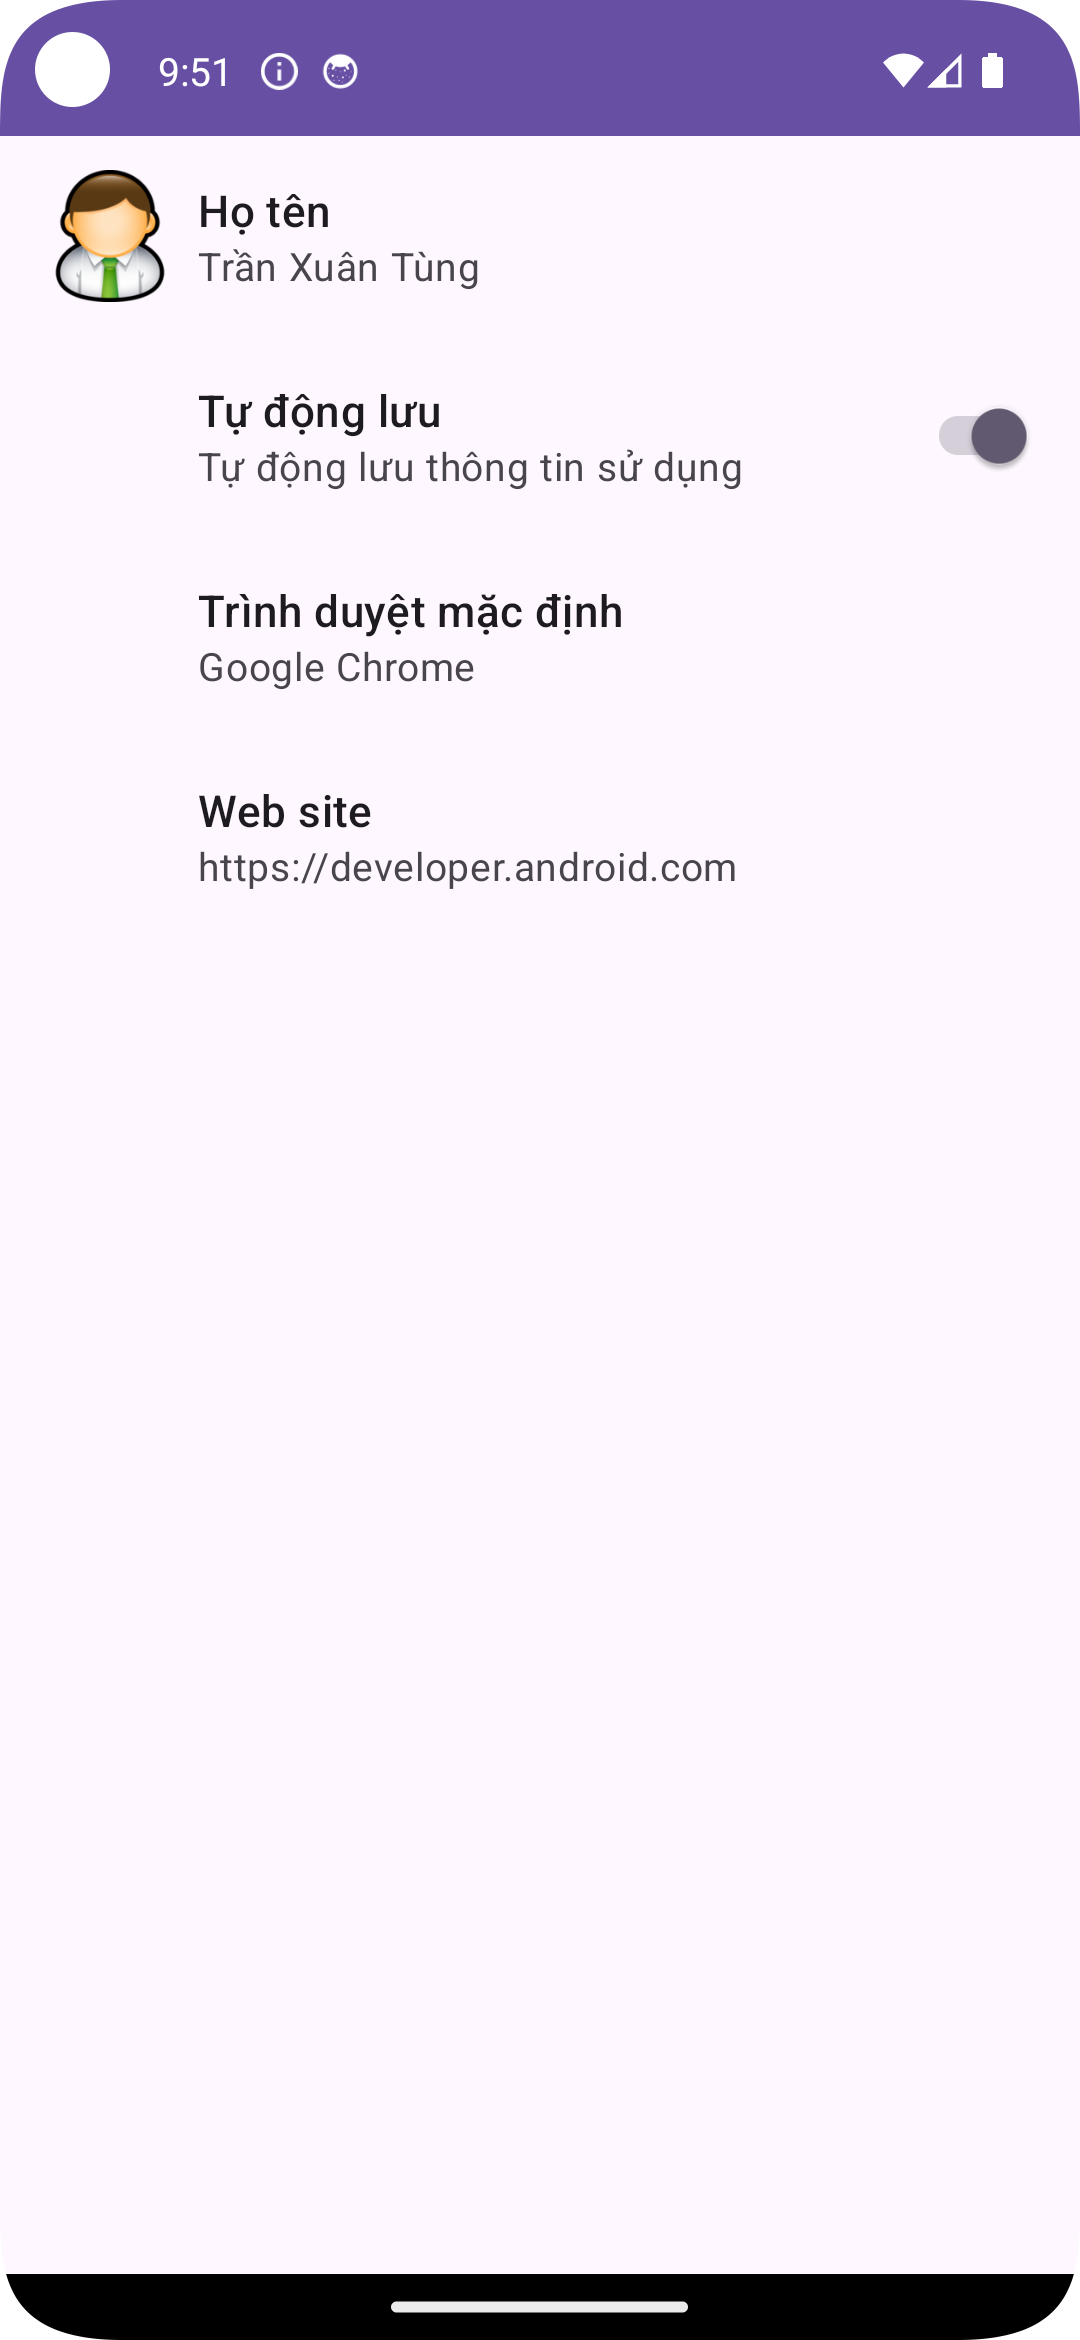 9:51
Họ tên
Trần Xuân Tùng
Tự động lưu
Tự động lưu thông tin sử dụng
Trình duyệt mặc định
Google Chrome
Web site
https://developer.android.com